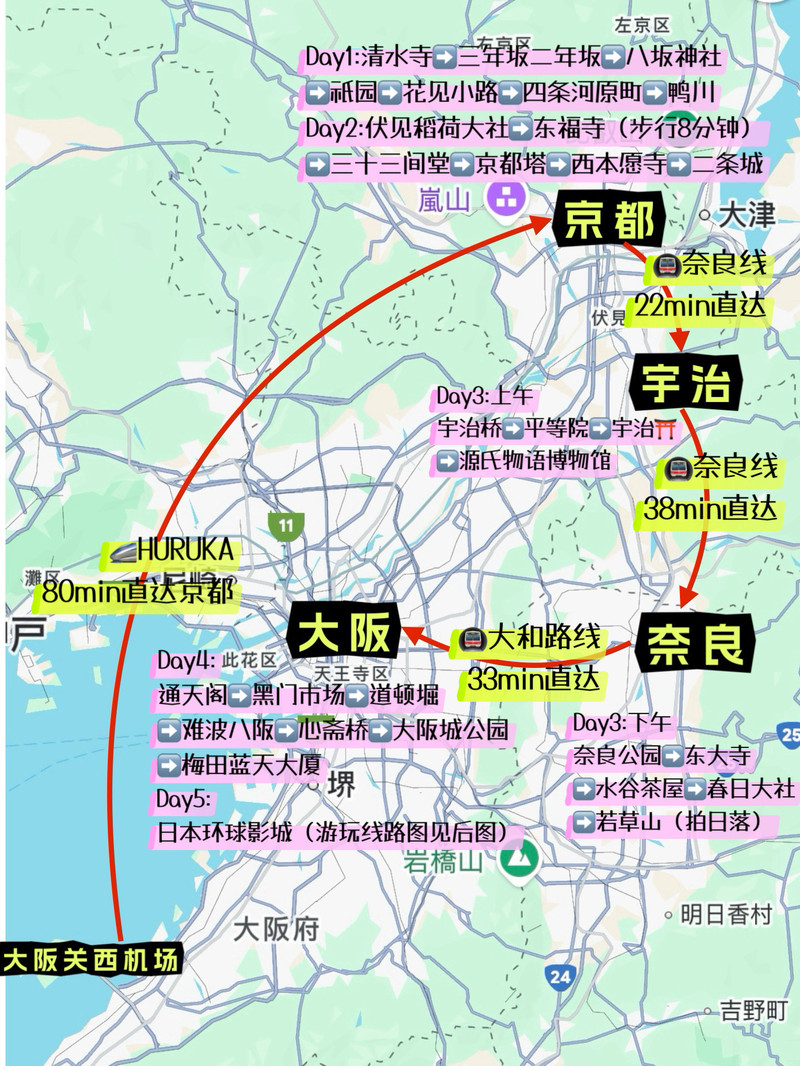 左京区
右京区
Day1:清水寺➡️三年坂二年坂➡️八坂神社
➡️祇园➡️花见小路➡️四条河原町➡️鸭川
Day2:伏见稻荷大社➡️东福寺（步行8分钟）
➡️三十三间堂➡️京都塔➡️西本愿寺➡️二条城
嵐山
京都
大津
🚇奈良线
22min直达
伏見
宇治
Day3:上午
宇治桥➡️平等院➡️宇治⛩️
➡️源氏物语博物馆
🚇奈良线
38min直达
11
🚄HURUKA
80min直达京都
灘区
尼崎
戸
大阪
🚇大和路线
33min直达
奈良
Day4:
此花区
天王寺区
通天阁➡️黑门市场➡️道顿堀
➡️难波八阪➡️心斋桥➡️大阪城公园
➡️梅田蓝天大厦
堺
Day5:
日本环球影城（游玩线路图见后图）
Day3:下午
25
奈良公园➡️东大寺
➡️水谷茶屋➡️春日大社
➡️若草山（拍日落）
岩橋山
大阪府
明日香村
大阪关西机场
24
吉野町